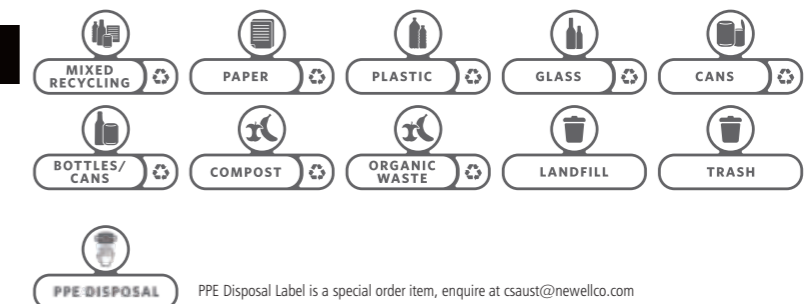 MIXED
RECYCLING
PAPER
PLASTIC
GLASS
CANS
BOTTLES/
CANS
COMPOST
ORGANIC
WASTE
LANDFILL
TRASH
PPE DISPOSAL
PPE Disposal Label is a special order item, enquire at csaust@newellco.com